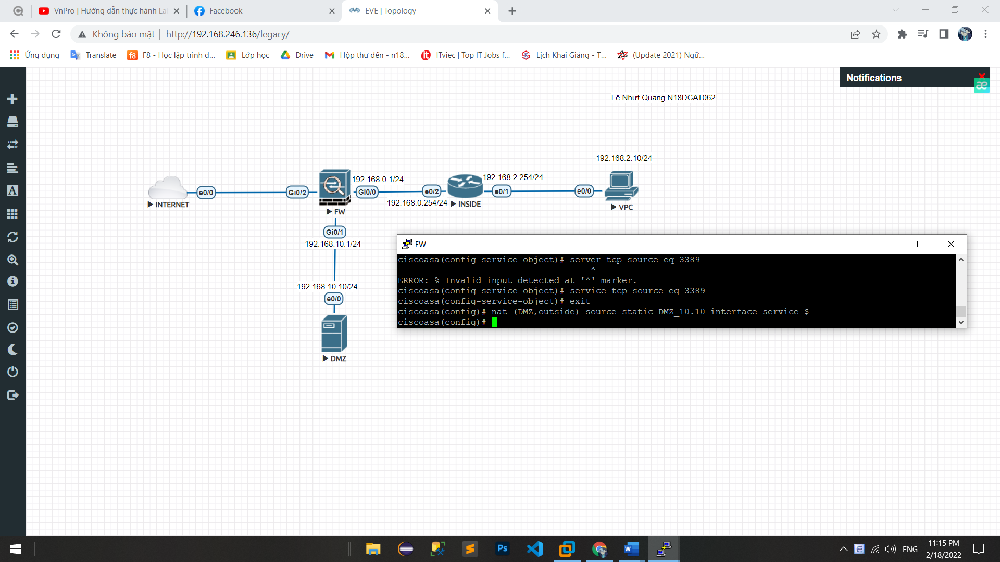 VnPro | Hướng dẫn thực hành La
Facebook
EVE | Topology
Không bảo mật | http://192.168.246.136/legacy/
Ứng dụng
Translate
F8 - Học lập trình đ...
Lớp học
Drive
Hộp thư đến - n18...
ITviec | Top IT Jobs f...
Lịch Khai Giảng - T...
(Update 2021) Ngữ...
Notifications
æ
A
Lê Nhựt Quang N18DCAT062
192.168.2.10/24
192.168.0.1/24
192.168.2.254/24
e0/0
Gi0/2
Gi0/0
e0/2
e0/1
e0/0
192.168.0.254/24
INTERNET
FW
INSIDE
VPC
Gi0/1
192.168.10.1/24
192.168.10.10/24
e0/0
DMZ
FW
ciscoasa(config-service-object)# server tcp source eq 3389
^
ERROR: % Invalid input detected at '^' marker.
ciscoasa(config-service-object)# service tcp source eq 3389
ciscoasa(config-service-object)# exit
ciscoasa(config)# nat (DMZ,outside) source static DMZ_10.10 interface service $
ciscoasa(config)#
Ps
W
E
ENG
11:15 PM
2/18/2022